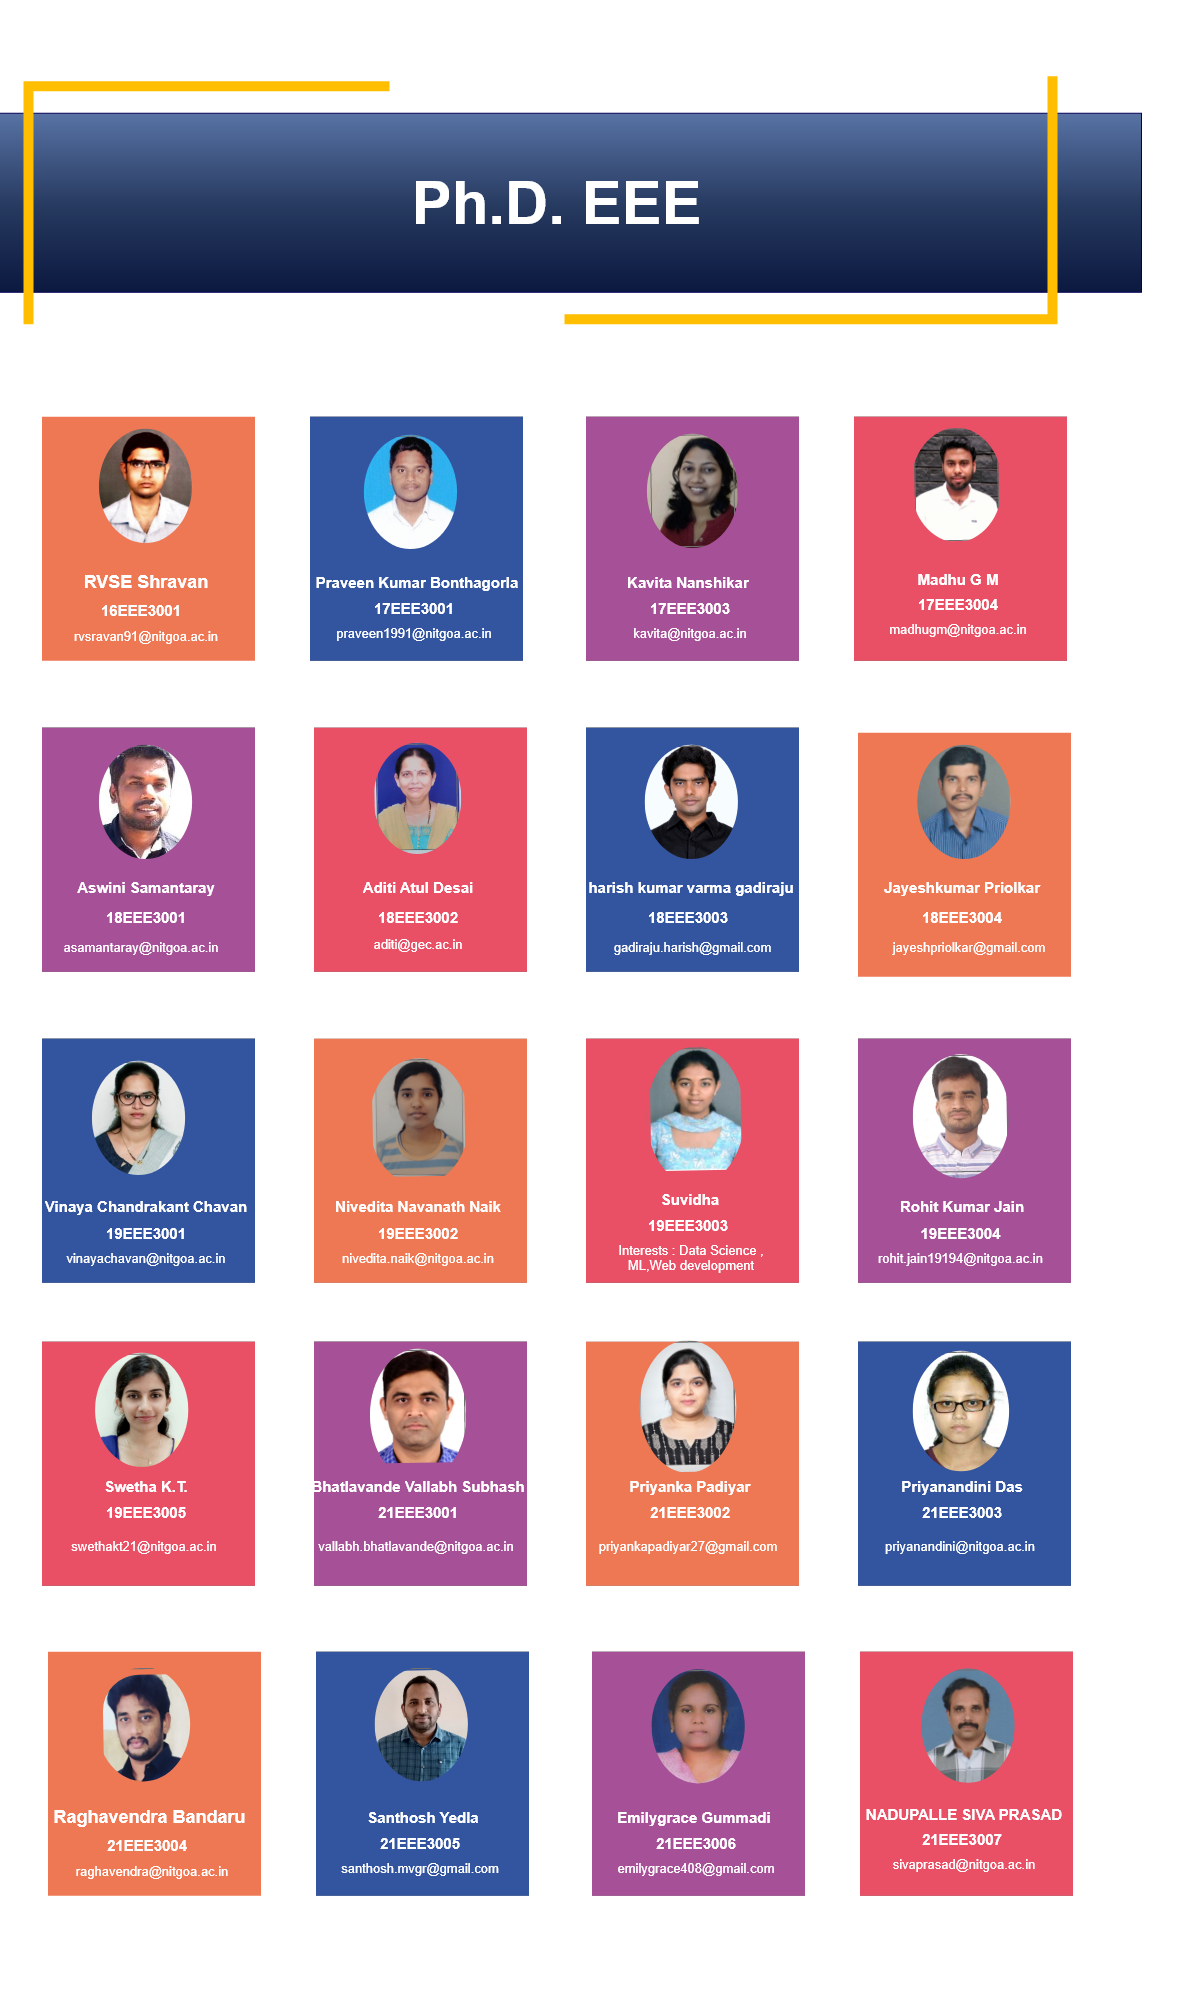 Ph.D. EEE
RVSE Shravan
16EEE3001
rvsravan91@nitgoa.ac.in
Praveen Kumar Bonthagorla
17EEE3001
praveen1991@nitgoa.ac.in
Kavita Nanshikar
17EEE3003
kavita@nitgoa.ac.in
Madhu G M
17EEE3004
madhugm@nitgoa.ac.in
Aswini Samantaray
18EEE3001
asamantaray@nitgoa.ac.in
Aditi Atul Desai
18EEE3002
aditi@gec.ac.in
harish kumar varma gadiraju
18EEE3003
gadiraju.harish@gmail.com
Jayeshkumar Priolkar
18EEE3004
jayeshpriolkar@gmail.com
Vinaya Chandrakant Chavan
19EEE3001
vinayachavan@nitgoa.ac.in
Nivedita Navanath Naik
19EEE3002
nivedita.naik@nitgoa.ac.in
Suvidha
19EEE3003
Interests : Data Science ,
ML,Web development
Rohit Kumar Jain
19EEE3004
rohit.jain19194@nitgoa.ac.in
Swetha K.T.
19EEE3005
swethakt21@nitgoa.ac.in
Bhatlavande Vallabh Subhash
21EEE3001
vallabh.bhatlavande@nitgoa.ac.in
Priyanka Padiyar
21EEE3002
priyankapadiyar27@gmail.com
Priyanandini Das
21EEE3003
priyanandini@nitgoa.ac.in
Raghavendra Bandaru
21EEE3004
raghavendra@nitgoa.ac.in
Santhosh Yedla
21EEE3005
santhosh.mvgr@gmail.com
Emilygrace Gummadi
21EEE3006
emilygrace408@gmail.com
NADUPALLE SIVA PRASAD
21EEE3007
sivaprasad@nitgoa.ac.in